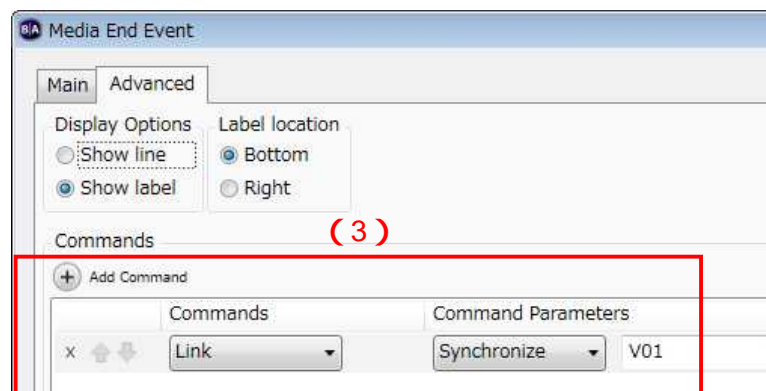 B|A Media End Event
Main Advanced
Display Options Label location
Show line Bottom
Show label Right
(3)
Commands
+ Add Command
Commands Command Parameters
x Link Synchronize V01